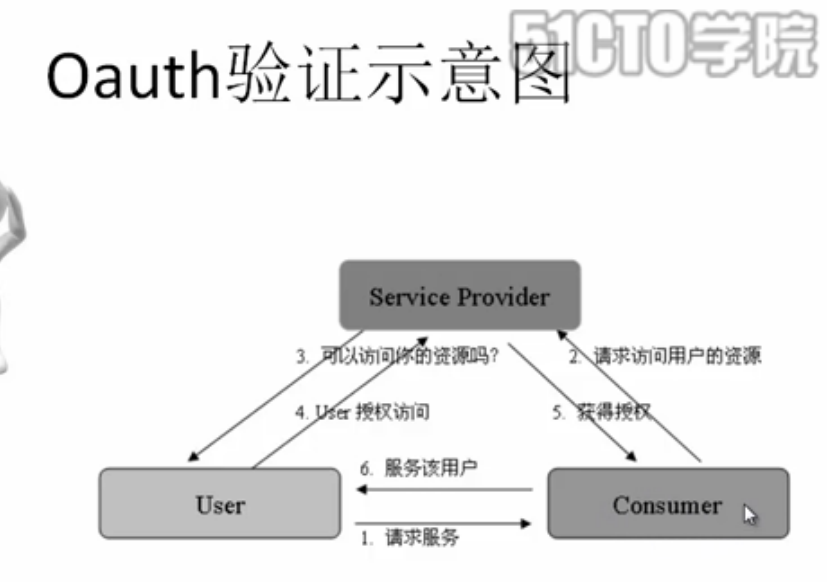 51CTO学院
Oauth验证示意图
Service Provider
3. 可以访问你的资源吗?
2. 请求访问用户的资源
4. User 授权访问
5. 获得授权
6. 服务该用户
User
Consumer
1. 请求服务